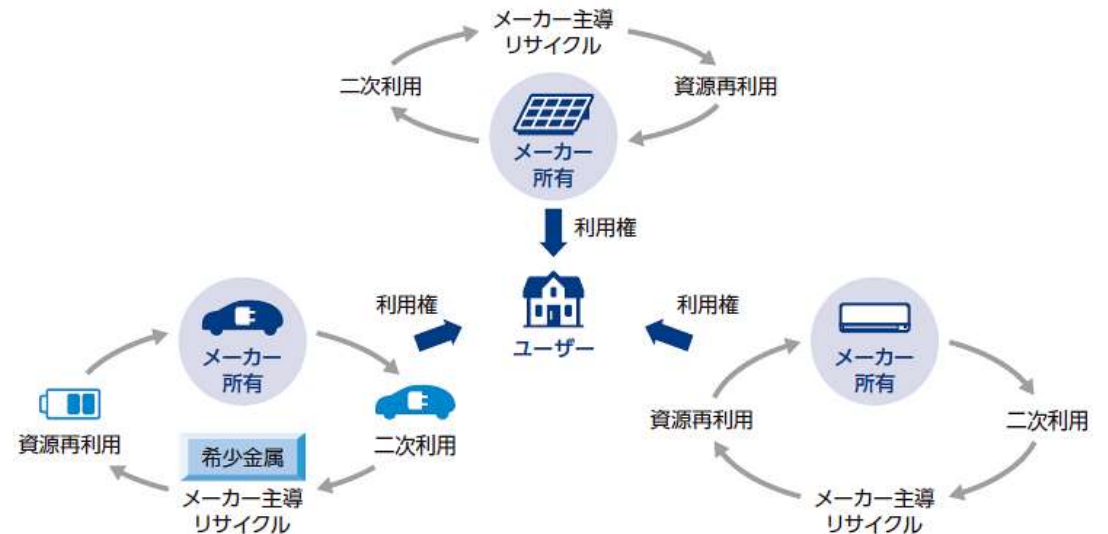 メーカー主導
リサイクル
二次利用
資源再利用
メーカー
所有
利用権
利用権
利用権
ユーザー
メーカー
所有
資源再利用
二次利用
希少金属
メーカー主導
リサイクル
メーカー
所有
資源再利用
二次利用
メーカー主導
リサイクル